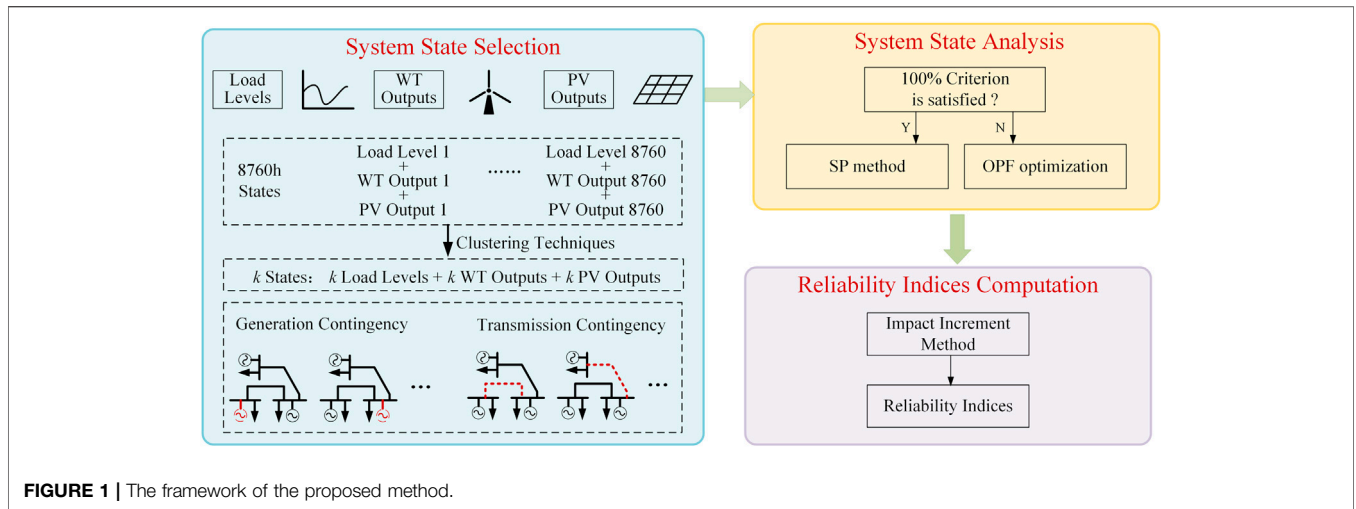 System State Selection
Load
Levels
WT
Outputs
PV
Outputs
8760h
States
Load Level 1
+
WT Output 1
+
PV Output 1
······
Load Level 8760
+
WT Output 8760
+
PV Output 8760
Clustering Techniques
k States: k Load Levels + k WT Outputs + k PV Outputs
Generation Contingency
Transmission Contingency
...
...
System State Analysis
100% Criterion
is satisfied ?
Y
N
SP method
OPF optimization
Reliability Indices Computation
Impact Increment
Method
Reliability Indices
FIGURE 1 | The framework of the proposed method.